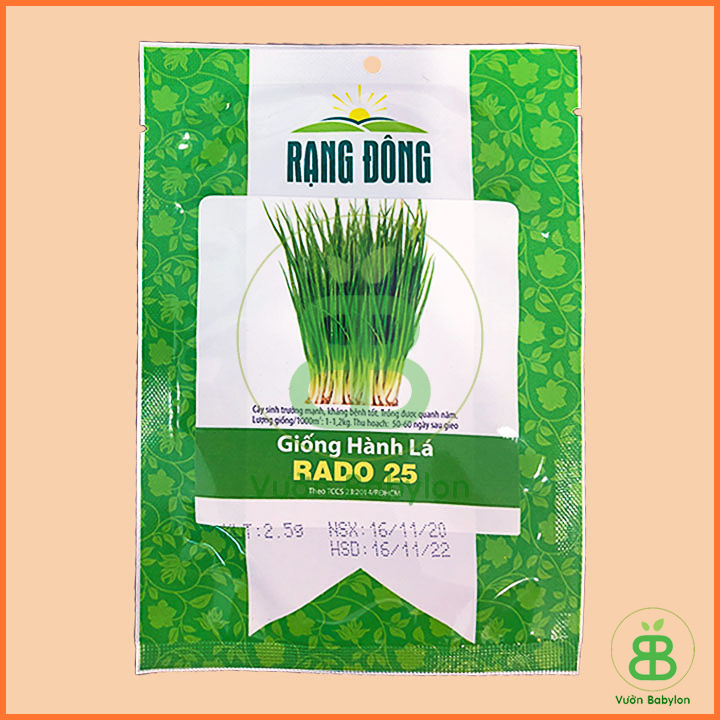 RẠNG ĐÔNG
Cây sinh trưởng mạnh, kháng bệnh tốt. Trồng được quanh năm.
Lượng giống/1000m²: 1-1,2kg. Thu hoạch: 50-60 ngày sau gieo
Giống Hành Lá
RADO 25
Theo TCCS 23:2014/RĐHCM
Vườn Babylon
KLT:2.5g NSX:16/11/20
HSD:16/11/22
Vườn Babylon